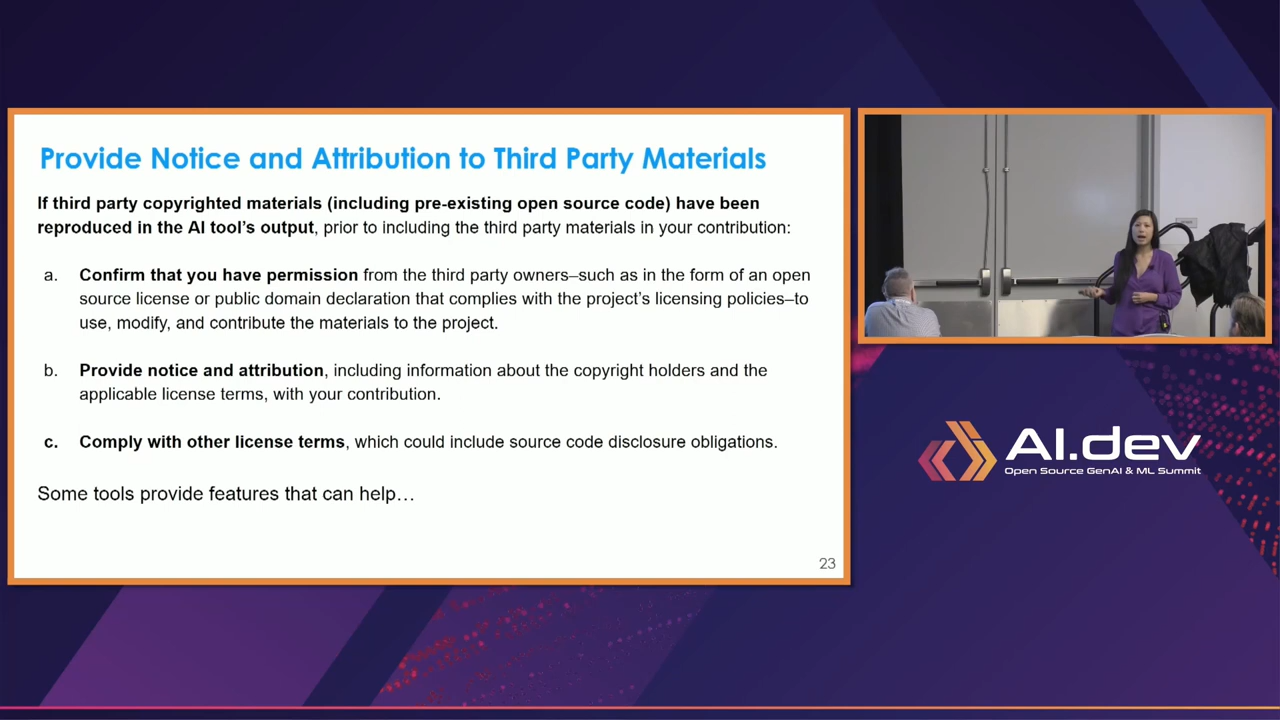 Provide Notice and Attribution to Third Party Materials
If third party copyrighted materials (including pre-existing open source code) have been
reproduced in the AI tool's output, prior to including the third party materials in your contribution:
a. Confirm that you have permission from the third party owners–such as in the form of an open
source license or public domain declaration that complies with the project's licensing policies–to
use, modify, and contribute the materials to the project.
b. Provide notice and attribution, including information about the copyright holders and the
applicable license terms, with your contribution.
c. Comply with other license terms, which could include source code disclosure obligations.
Some tools provide features that can help…
23
AI.dev
Open Source GenAI & ML Summit